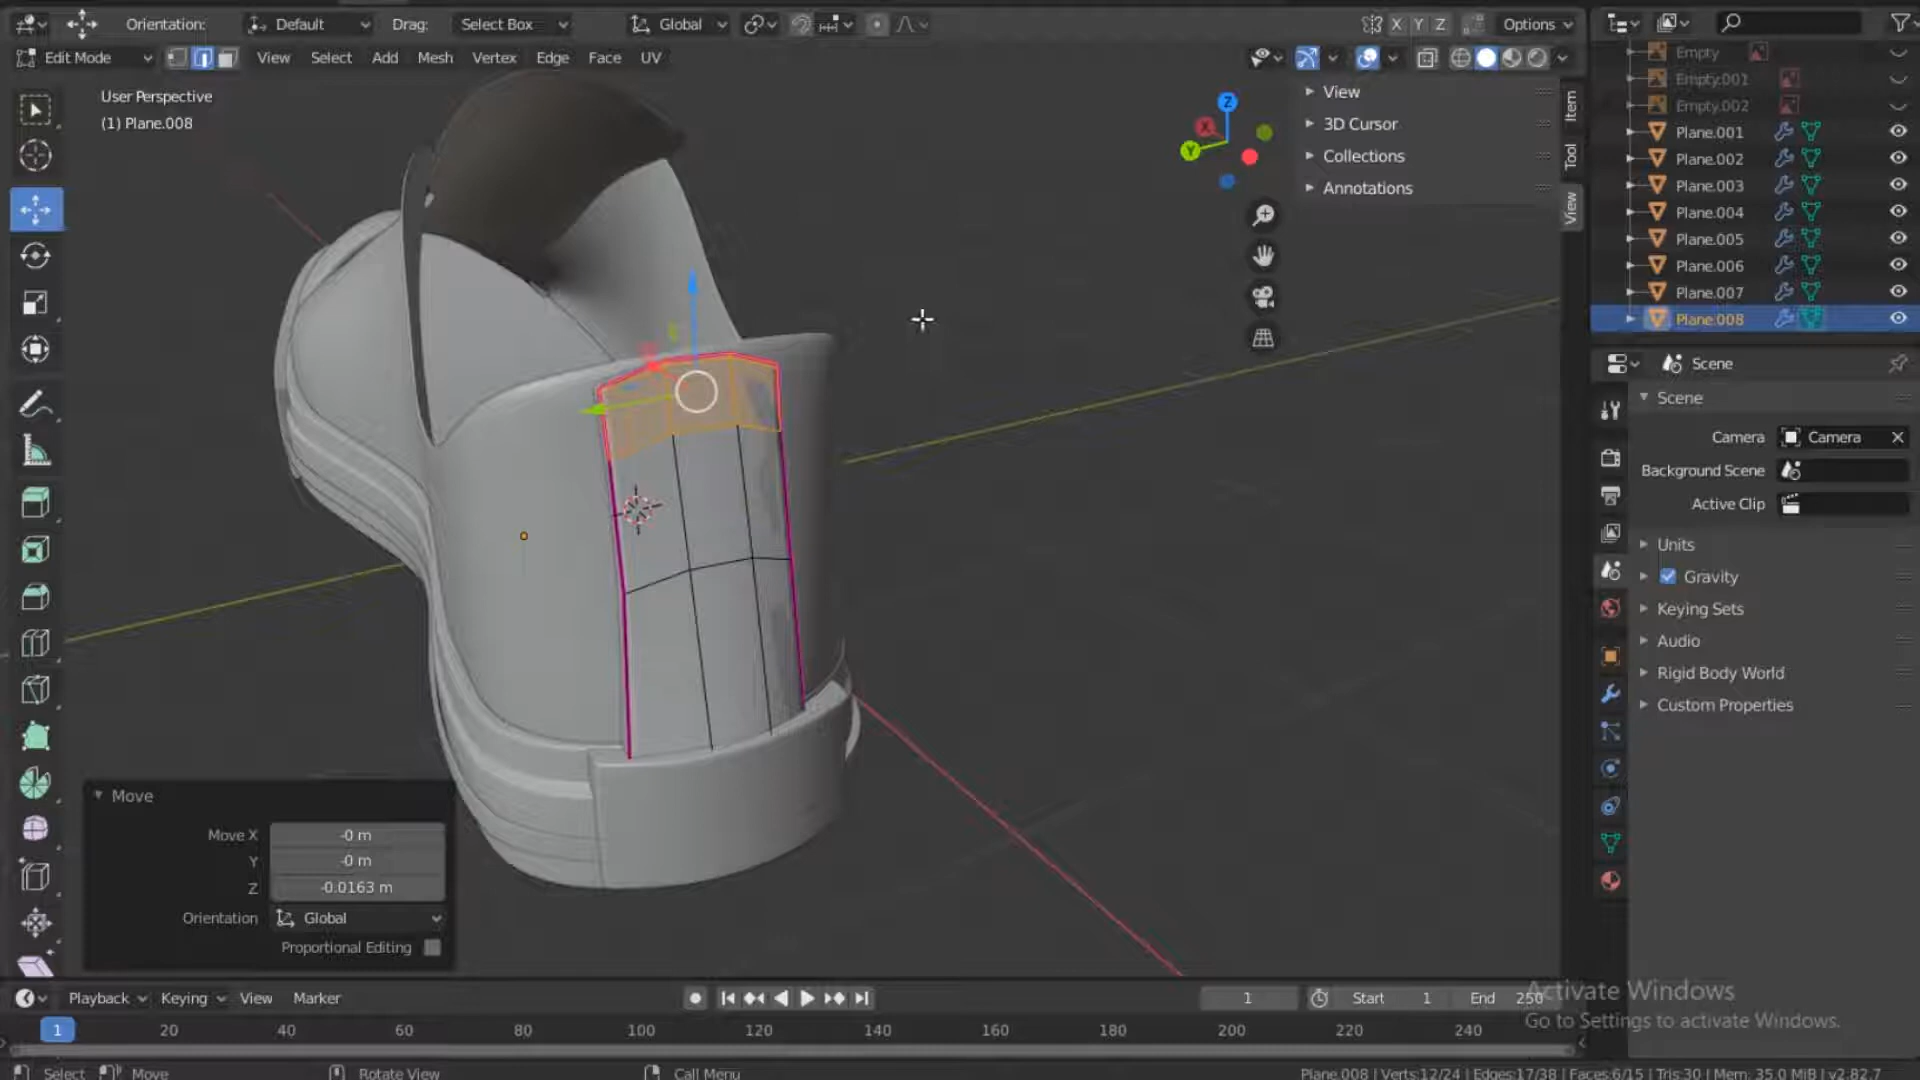 Orientation: Default Drag: Select Box Global X Y Z Options
Edit Mode View Select Add Mesh Vertex Edge Face UV
User Perspective
(1) Plane.008
Z
X
Y
View
3D Cursor
Collections
Annotations
Item
Tool
View
Empty
Empty.001
Empty.002
Plane.001
Plane.002
Plane.003
Plane.004
Plane.005
Plane.006
Plane.007
Plane.008
Scene
Scene
Camera Camera
Background Scene
Active Clip
Units
Gravity
Keying Sets
Audio
Rigid Body World
Custom Properties
Move
Move X -0 m
Y -0 m
Z -0.0163 m
Orientation Global
Proportional Editing
Playback Keying View Marker 1 Start 1 End 250
1 20 40 60 80 100 120 140 160 180 200 220 240
Activate Windows
Go to Settings to activate Windows.
Select Move Rotate View Call Menu Plane.008 | Verts:12/24 | Edges:17/38 | Faces:6/15 | Tris:30 | Mem: 35.0 MiB | v2.82.7